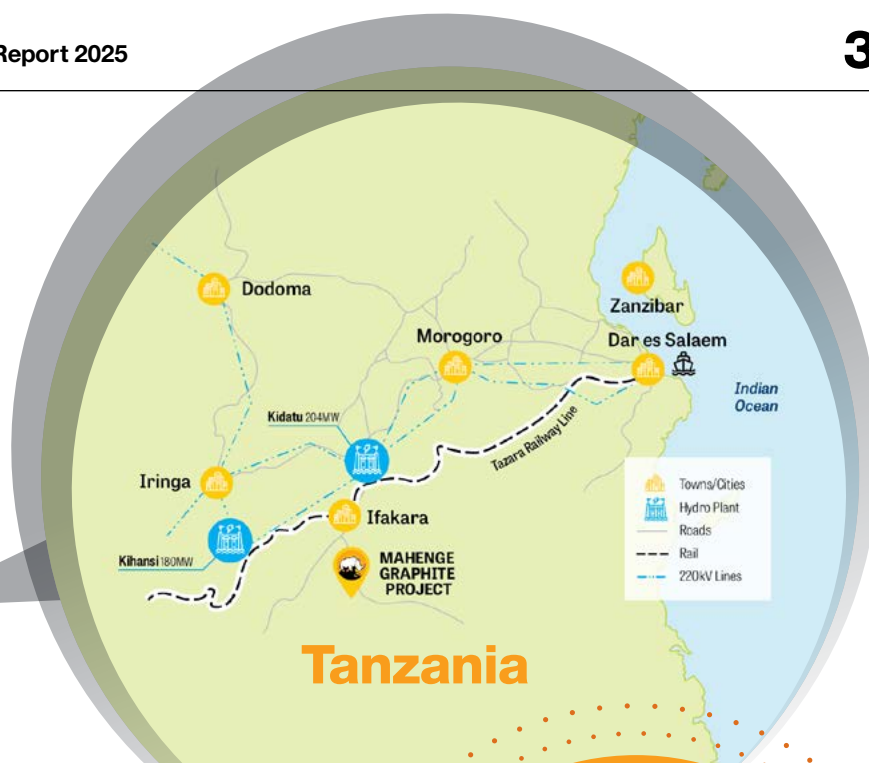 Report 2025
3
Dodoma
Zanzibar
Morogoro
Dar es Salaem
Indian
Ocean
Kidatu 204MW
Tazara Railway Line
Iringa
Ifakara
Kihansi 180MW
MAHENGE
GRAPHITE
PROJECT
Towns/Cities
Hydro Plant
Roads
Rail
220kV Lines
Tanzania